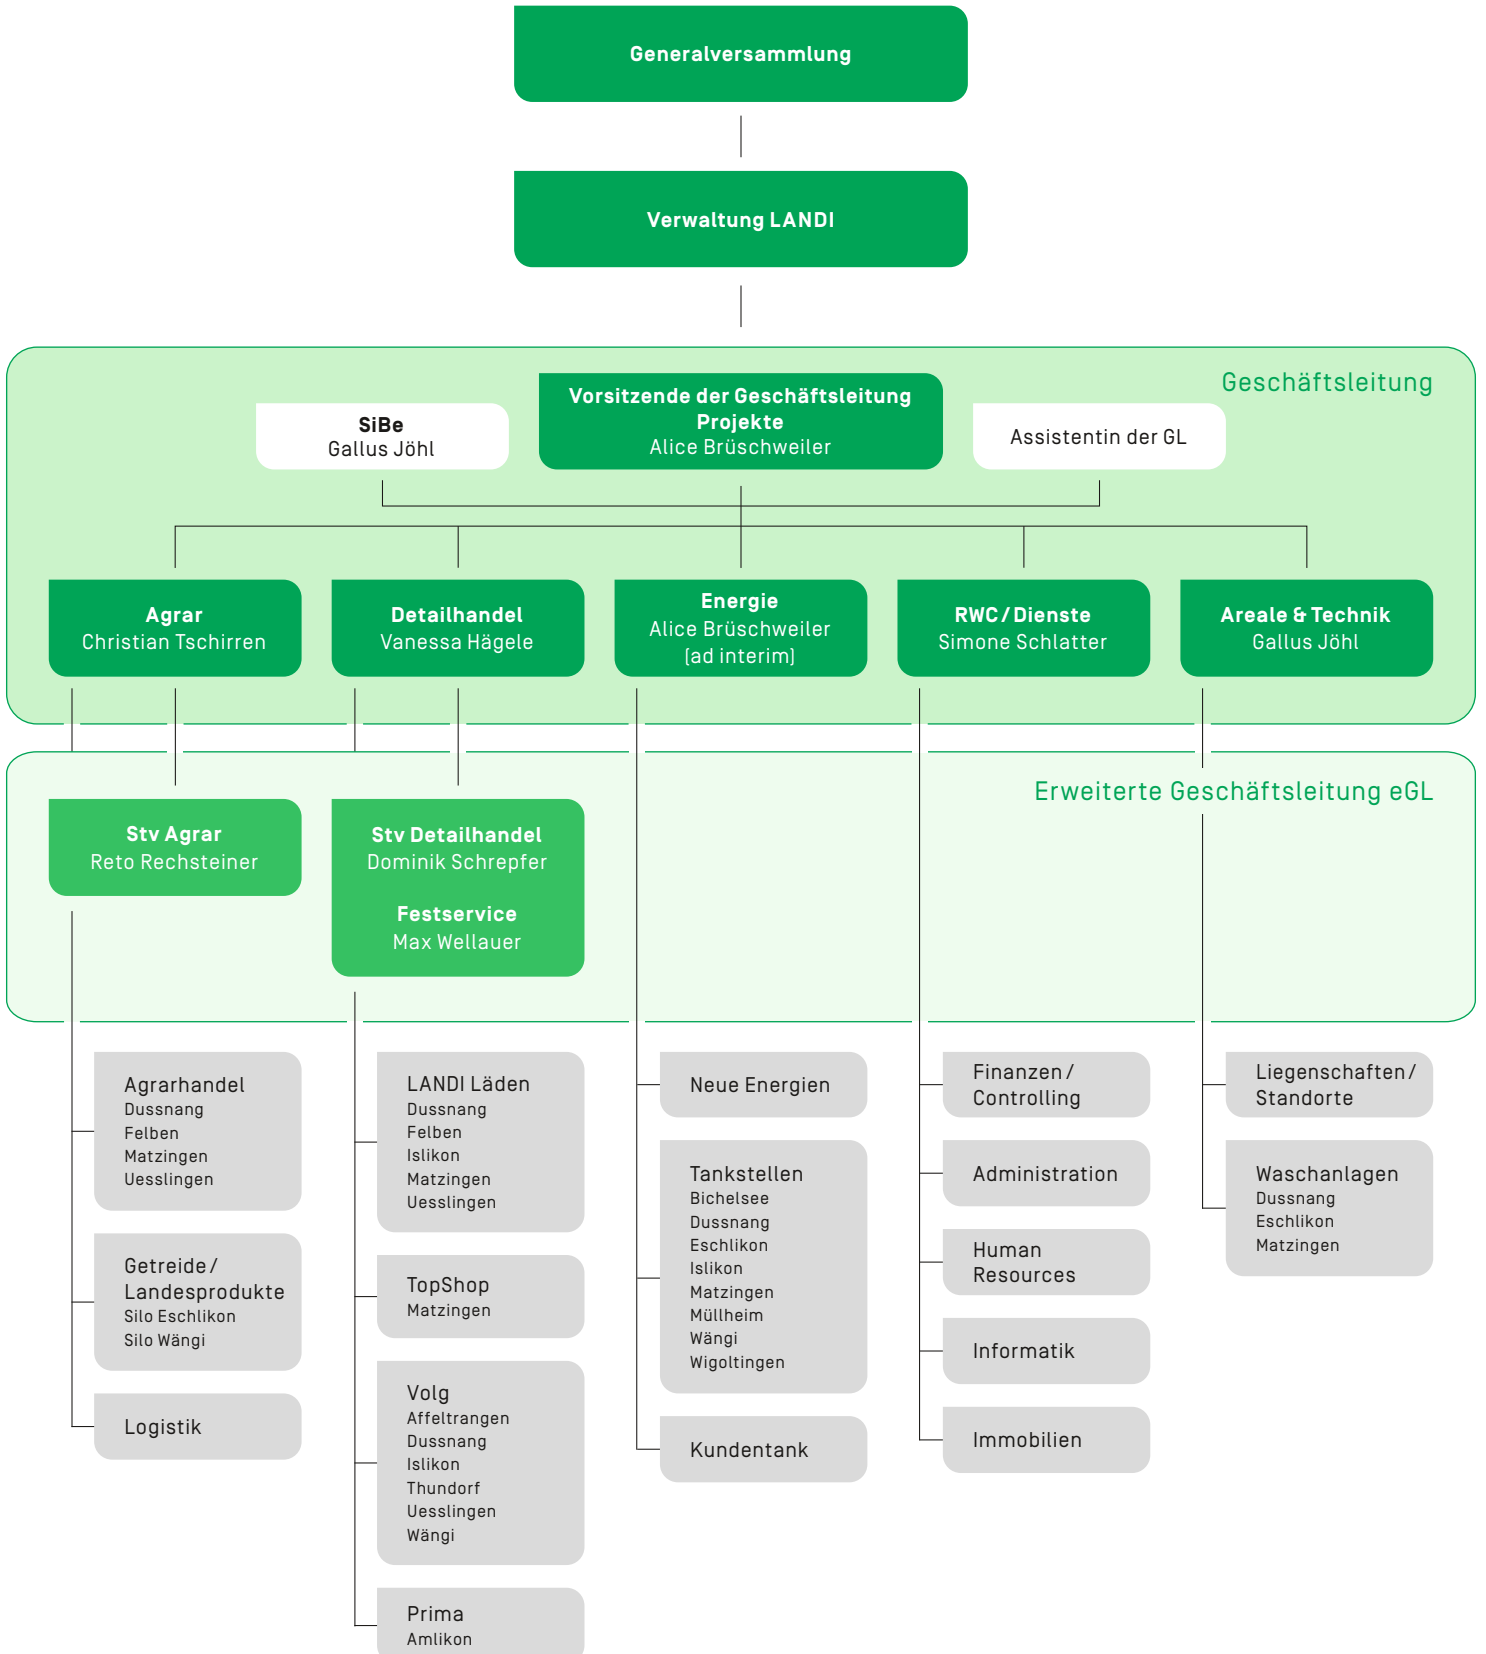 Generalversammlung
Verwaltung LANDI
Geschäftsleitung
Vorsitzende der Geschäftsleitung
Projekte
Alice Brüschweiler
SiBe
Gallus Jöhl
Assistentin der GL
Agrar
Christian Tschirren
Detailhandel
Vanessa Hägele
Energie
Alice Brüschweiler
(ad interim)
RWC / Dienste
Simone Schlatter
Areale & Technik
Gallus Jöhl
Erweiterte Geschäftsleitung eGL
Stv Agrar
Reto Rechsteiner
Stv Detailhandel
Dominik Schrepfer
Festservice
Max Wellauer
Agrarhandel
Dussnang
Felben
Matzingen
Uesslingen
Getreide /
Landesprodukte
Silo Eschlikon
Silo Wängi
Logistik
LANDI Läden
Dussnang
Felben
Islikon
Matzingen
Uesslingen
TopShop
Matzingen
Volg
Affeltrangen
Dussnang
Islikon
Thundorf
Uesslingen
Wängi
Prima
Amlikon
Neue Energien
Tankstellen
Bichelsee
Dussnang
Eschlikon
Islikon
Matzingen
Müllheim
Wängi
Wigoltingen
Kundentank
Finanzen /
Controlling
Administration
Human
Resources
Informatik
Immobilien
Liegenschaften /
Standorte
Waschanlagen
Dussnang
Eschlikon
Matzingen